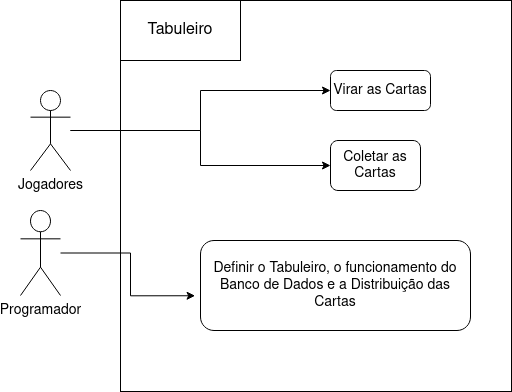 Tabuleiro
Virar as Cartas
Coletar as
Cartas
Jogadores
Definir o Tabuleiro, o funcionamento do
Banco de Dados e a Distribuição das
Cartas
Programador